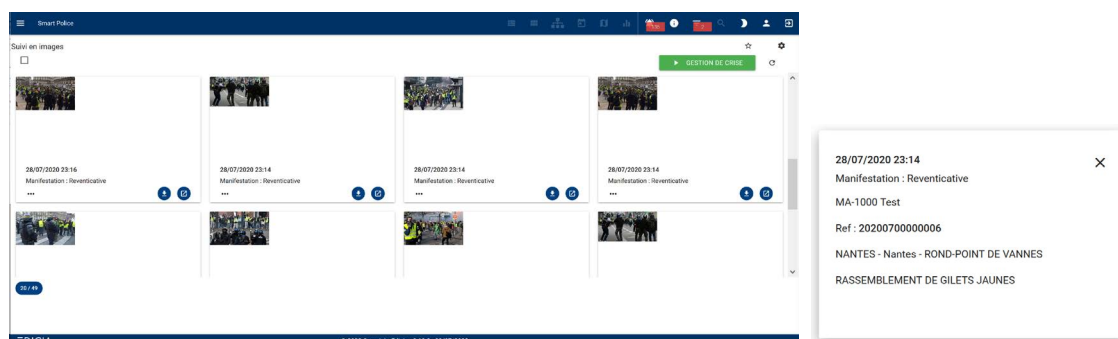 Smart Police
Suivi en images
GESTION DE CRISE
28/07/2020 23:16
Manifestation : Reventicative
...
28/07/2020 23:14
Manifestation : Reventicative
...
28/07/2020 23:14
Manifestation : Reventicative
...
28/07/2020 23:14
Manifestation : Reventicative
...
20 / 49
28/07/2020 23:14
Manifestation : Reventicative
MA-1000 Test
Ref : 20200700000006
NANTES - Nantes - ROND-POINT DE VANNES
RASSEMBLEMENT DE GILETS JAUNES